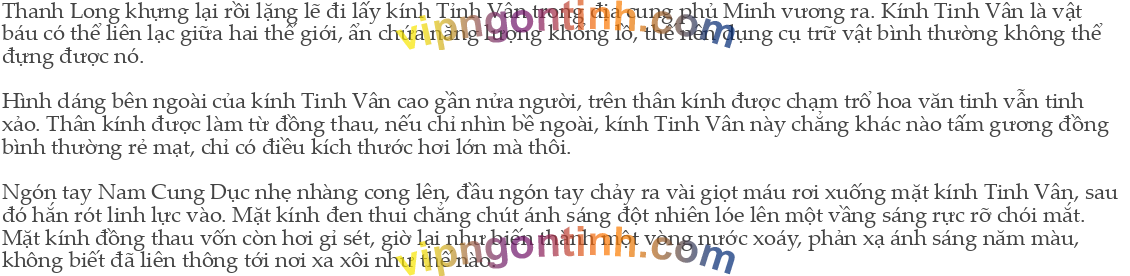 Thanh Long khựng lại rồi lặng lẽ đi lấy kính Tinh Vân trong địa cung phủ Minh vương ra. Kính Tinh Vân là vật
báu có thể liên lạc giữa hai thế giới, ẩn chứa năng lượng khổng lồ, thế nên dụng cụ trữ vật bình thường không thể
đựng được nó.
Hình dáng bên ngoài của kính Tinh Vân cao gần nửa người, trên thân kính được chạm trổ hoa văn tinh vẫn tinh
xảo. Thân kính được làm từ đồng thau, nếu chỉ nhìn bề ngoài, kính Tinh Vân này chẳng khác nào tấm gương đồng
bình thường rẻ mạt, chỉ có điều kích thước hơi lớn mà thôi.
Ngón tay Nam Cung Dục nhẹ nhàng cong lên, đầu ngón tay chảy ra vài giọt máu rơi xuống mặt kính Tinh Vân, sau
đó hắn rót linh lực vào. Mặt kính đen thui chẳng chút ánh sáng đột nhiên lóe lên một vầng sáng rực rỡ chói mắt.
Mặt kính đồng thau vốn còn hơi gỉ sét, giờ lại như biến thành một vòng nước xoáy, phản xạ ánh sáng năm màu,
không biết đã liên thông tới nơi xa xôi như thế nào.
vipngontinh.com
vipngontinh.com